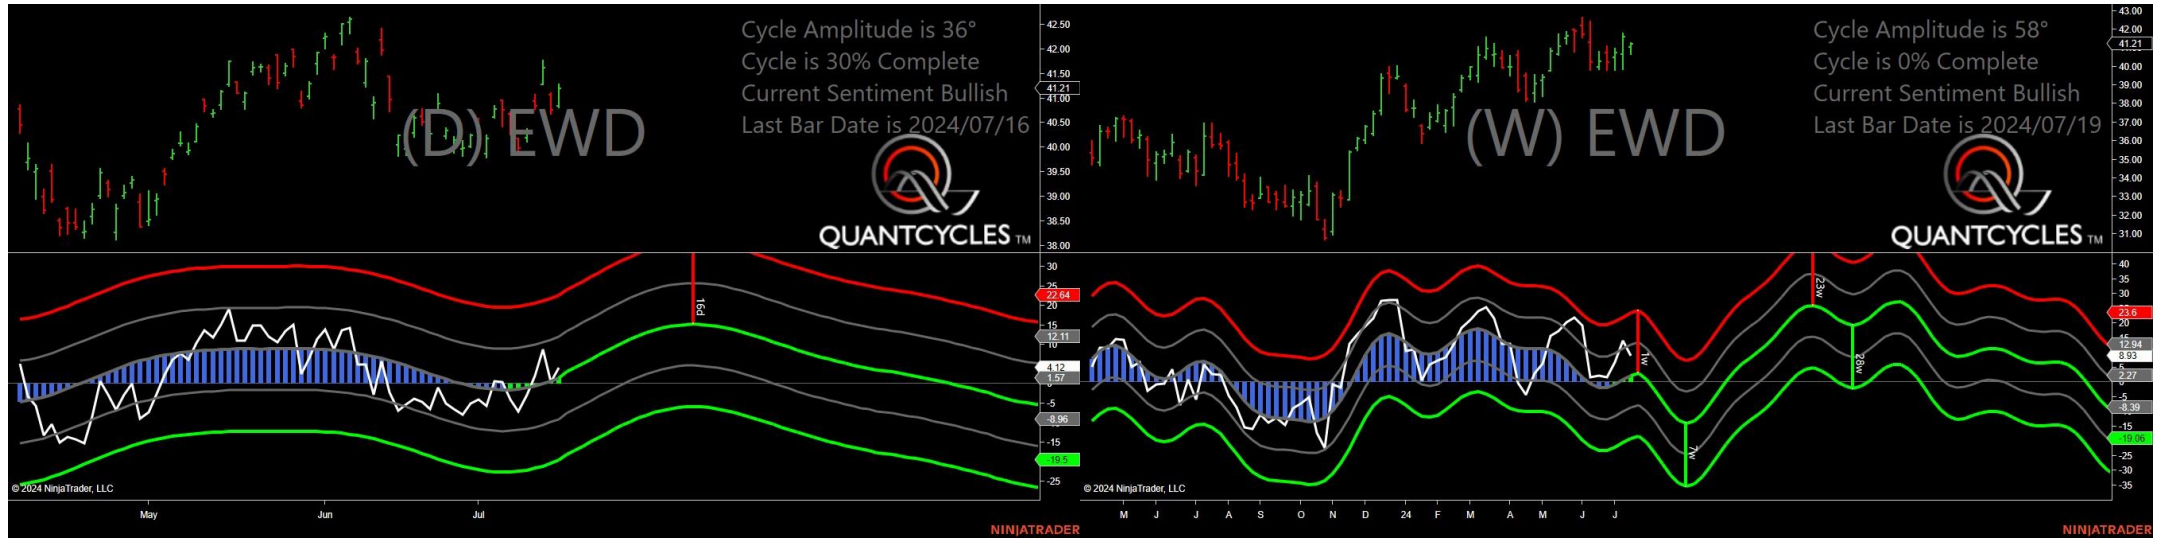 Cycle Amplitude is 36°
Cycle is 30% Complete
Current Sentiment Bullish
Last Bar Date is 2024/07/16
(D) EWD
QUANTCYCLES TM
42.50
42.00
41.50
41.21
41.00
40.50
40.00
39.50
39.00
38.50
38.00
30
25
22.64
20
15
12.11
10
4.12
1.57
-5
-8.96
-15
-19.5
-25
16d
© 2024 NinjaTrader, LLC
May
Jun
Jul
NINJATRADER
Cycle Amplitude is 58°
Cycle is 0% Complete
Current Sentiment Bullish
Last Bar Date is 2024/07/19
(W) EWD
QUANTCYCLES TM
43.00
42.00
41.21
40.00
39.00
38.00
37.00
36.00
35.00
34.00
33.00
32.00
31.00
40
35
30
23.6
20
12.94
8.93
2.27
-5
-8.39
-15
-19.06
-25
-30
-35
1w
7w
23w
28w
© 2024 NinjaTrader, LLC
M J J A S O N D 24 F M A M J J
NINJATRADER